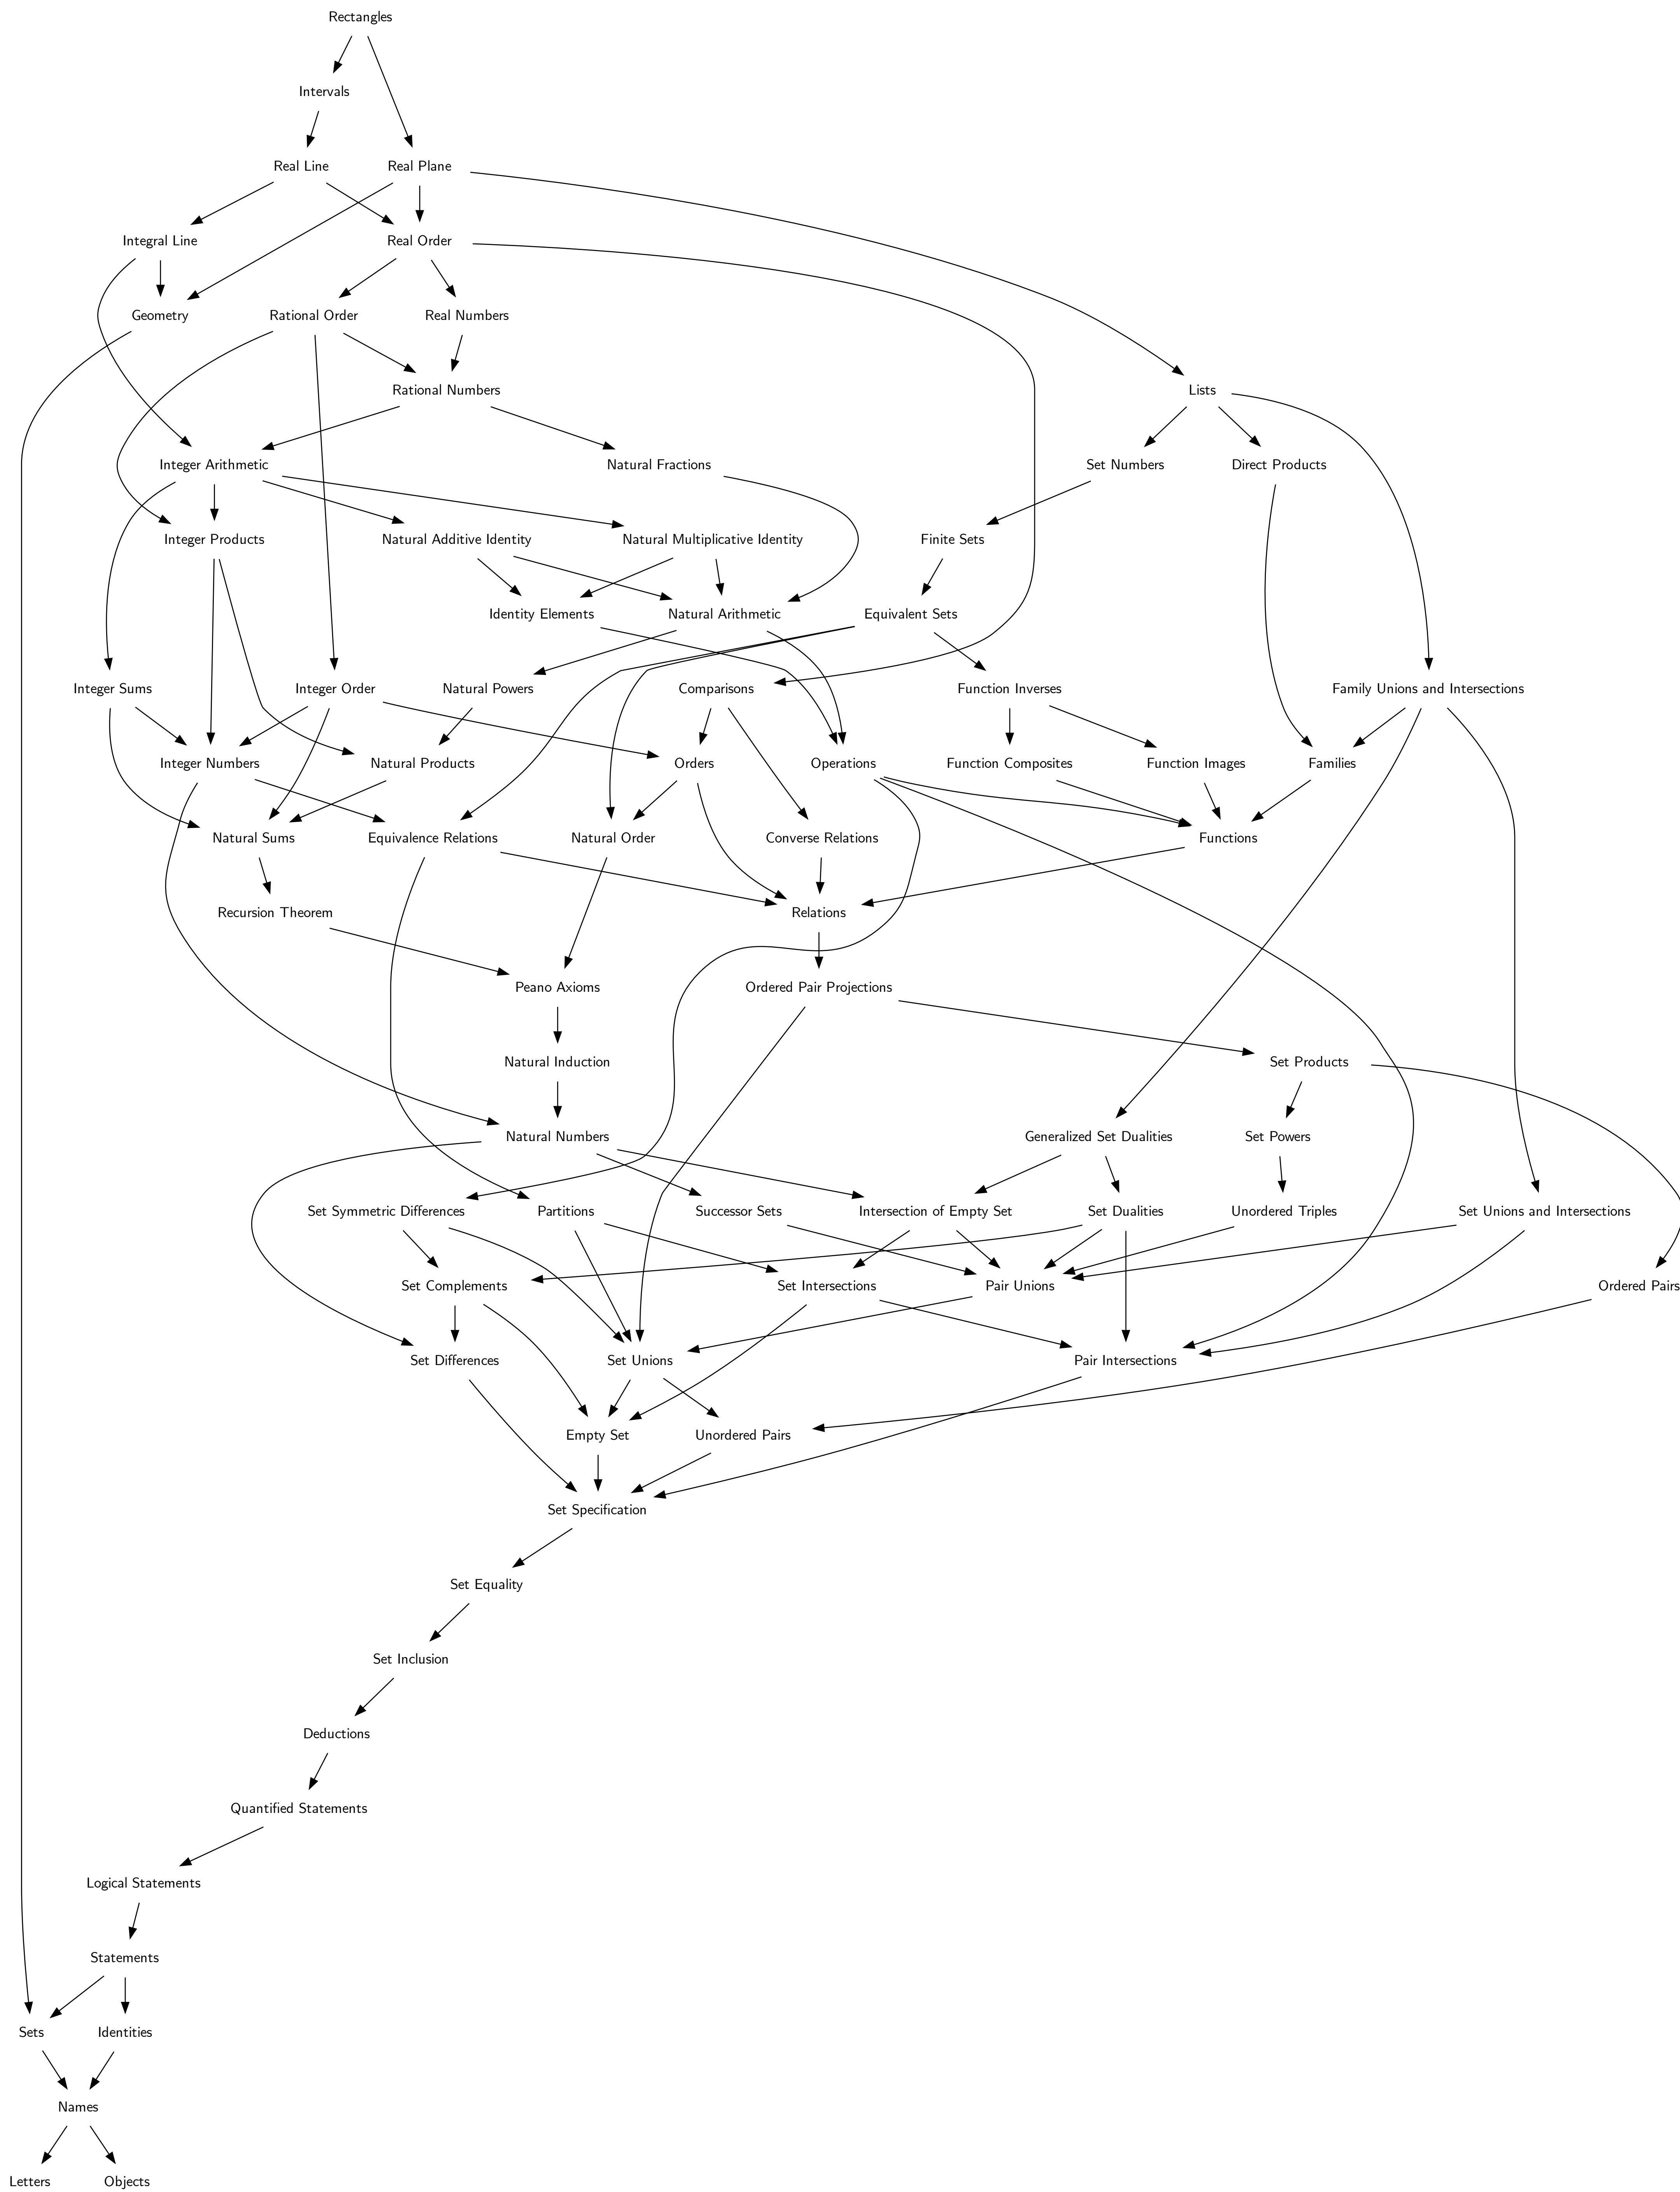 Rectangles
Intervals
Real Line
Real Plane
Integral Line
Real Order
Geometry
Rational Order
Real Numbers
Rational Numbers
Lists
Integer Arithmetic
Natural Fractions
Set Numbers
Direct Products
Integer Products
Natural Additive Identity
Natural Multiplicative Identity
Finite Sets
Identity Elements
Natural Arithmetic
Equivalent Sets
Integer Sums
Integer Order
Natural Powers
Comparisons
Function Inverses
Family Unions and Intersections
Integer Numbers
Natural Products
Orders
Operations
Function Composites
Function Images
Families
Natural Sums
Equivalence Relations
Natural Order
Converse Relations
Functions
Recursion Theorem
Relations
Peano Axioms
Ordered Pair Projections
Natural Induction
Set Products
Natural Numbers
Generalized Set Dualities
Set Powers
Set Symmetric Differences
Partitions
Successor Sets
Intersection of Empty Set
Set Dualities
Unordered Triples
Set Unions and Intersections
Set Complements
Set Intersections
Pair Unions
Ordered Pairs
Set Differences
Set Unions
Pair Intersections
Empty Set
Unordered Pairs
Set Specification
Set Equality
Set Inclusion
Deductions
Quantified Statements
Logical Statements
Statements
Sets
Identities
Names
Letters
Objects